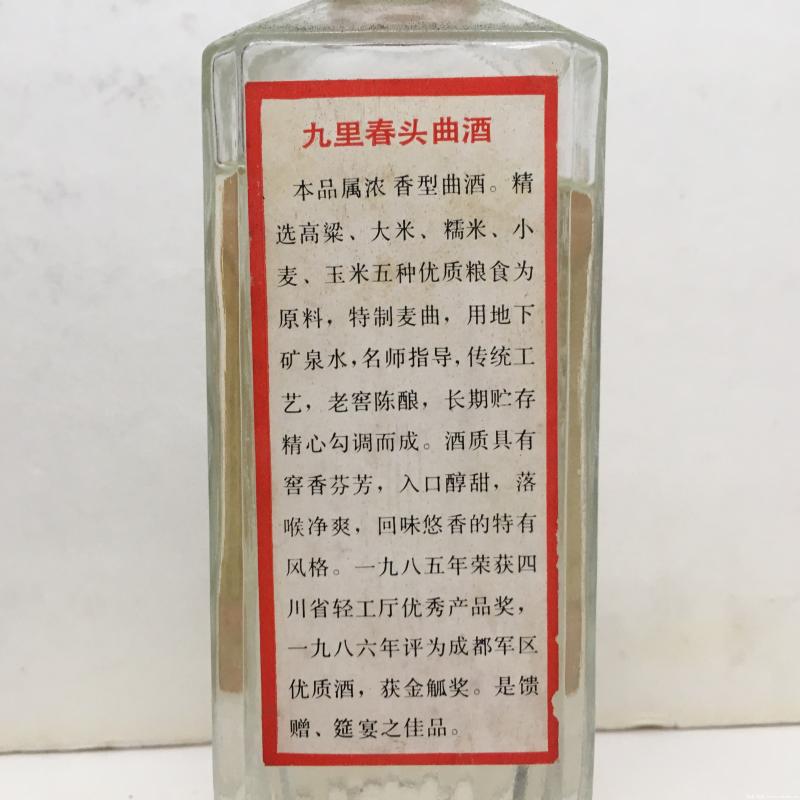 九里春头曲酒
本品属浓香型曲酒。精
选高粱、大米、糯米、小
麦、玉米五种优质粮食为
原料，特制麦曲，用地下
矿泉水，名师指导，传统工
艺，老窖陈酿，长期贮存
精心勾调而成。酒质具有
窖香芬芳，入口醇甜，落
喉净爽，回味悠香的特有
风格。一九八五年荣获四
川省轻工厅优秀产品奖，
一九八六年评为成都军区
优质酒，获金觚奖。是馈
赠、筵宴之佳品。